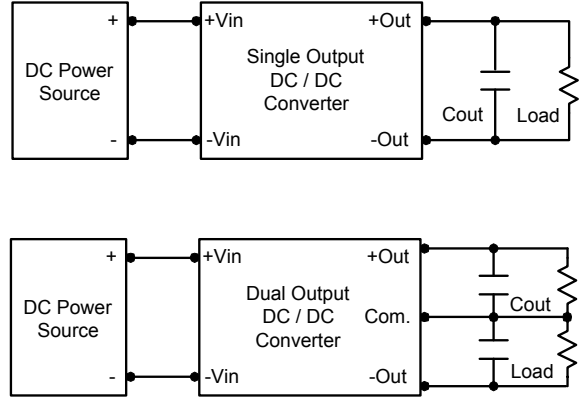 + +Vin +Out
Single Output
DC / DC
Converter
DC Power
Source
Cout Load
- -Vin -Out
+ +Vin +Out
Dual Output
DC / DC
Converter
DC Power
Source
Com.
Cout
Load
- -Vin -Out